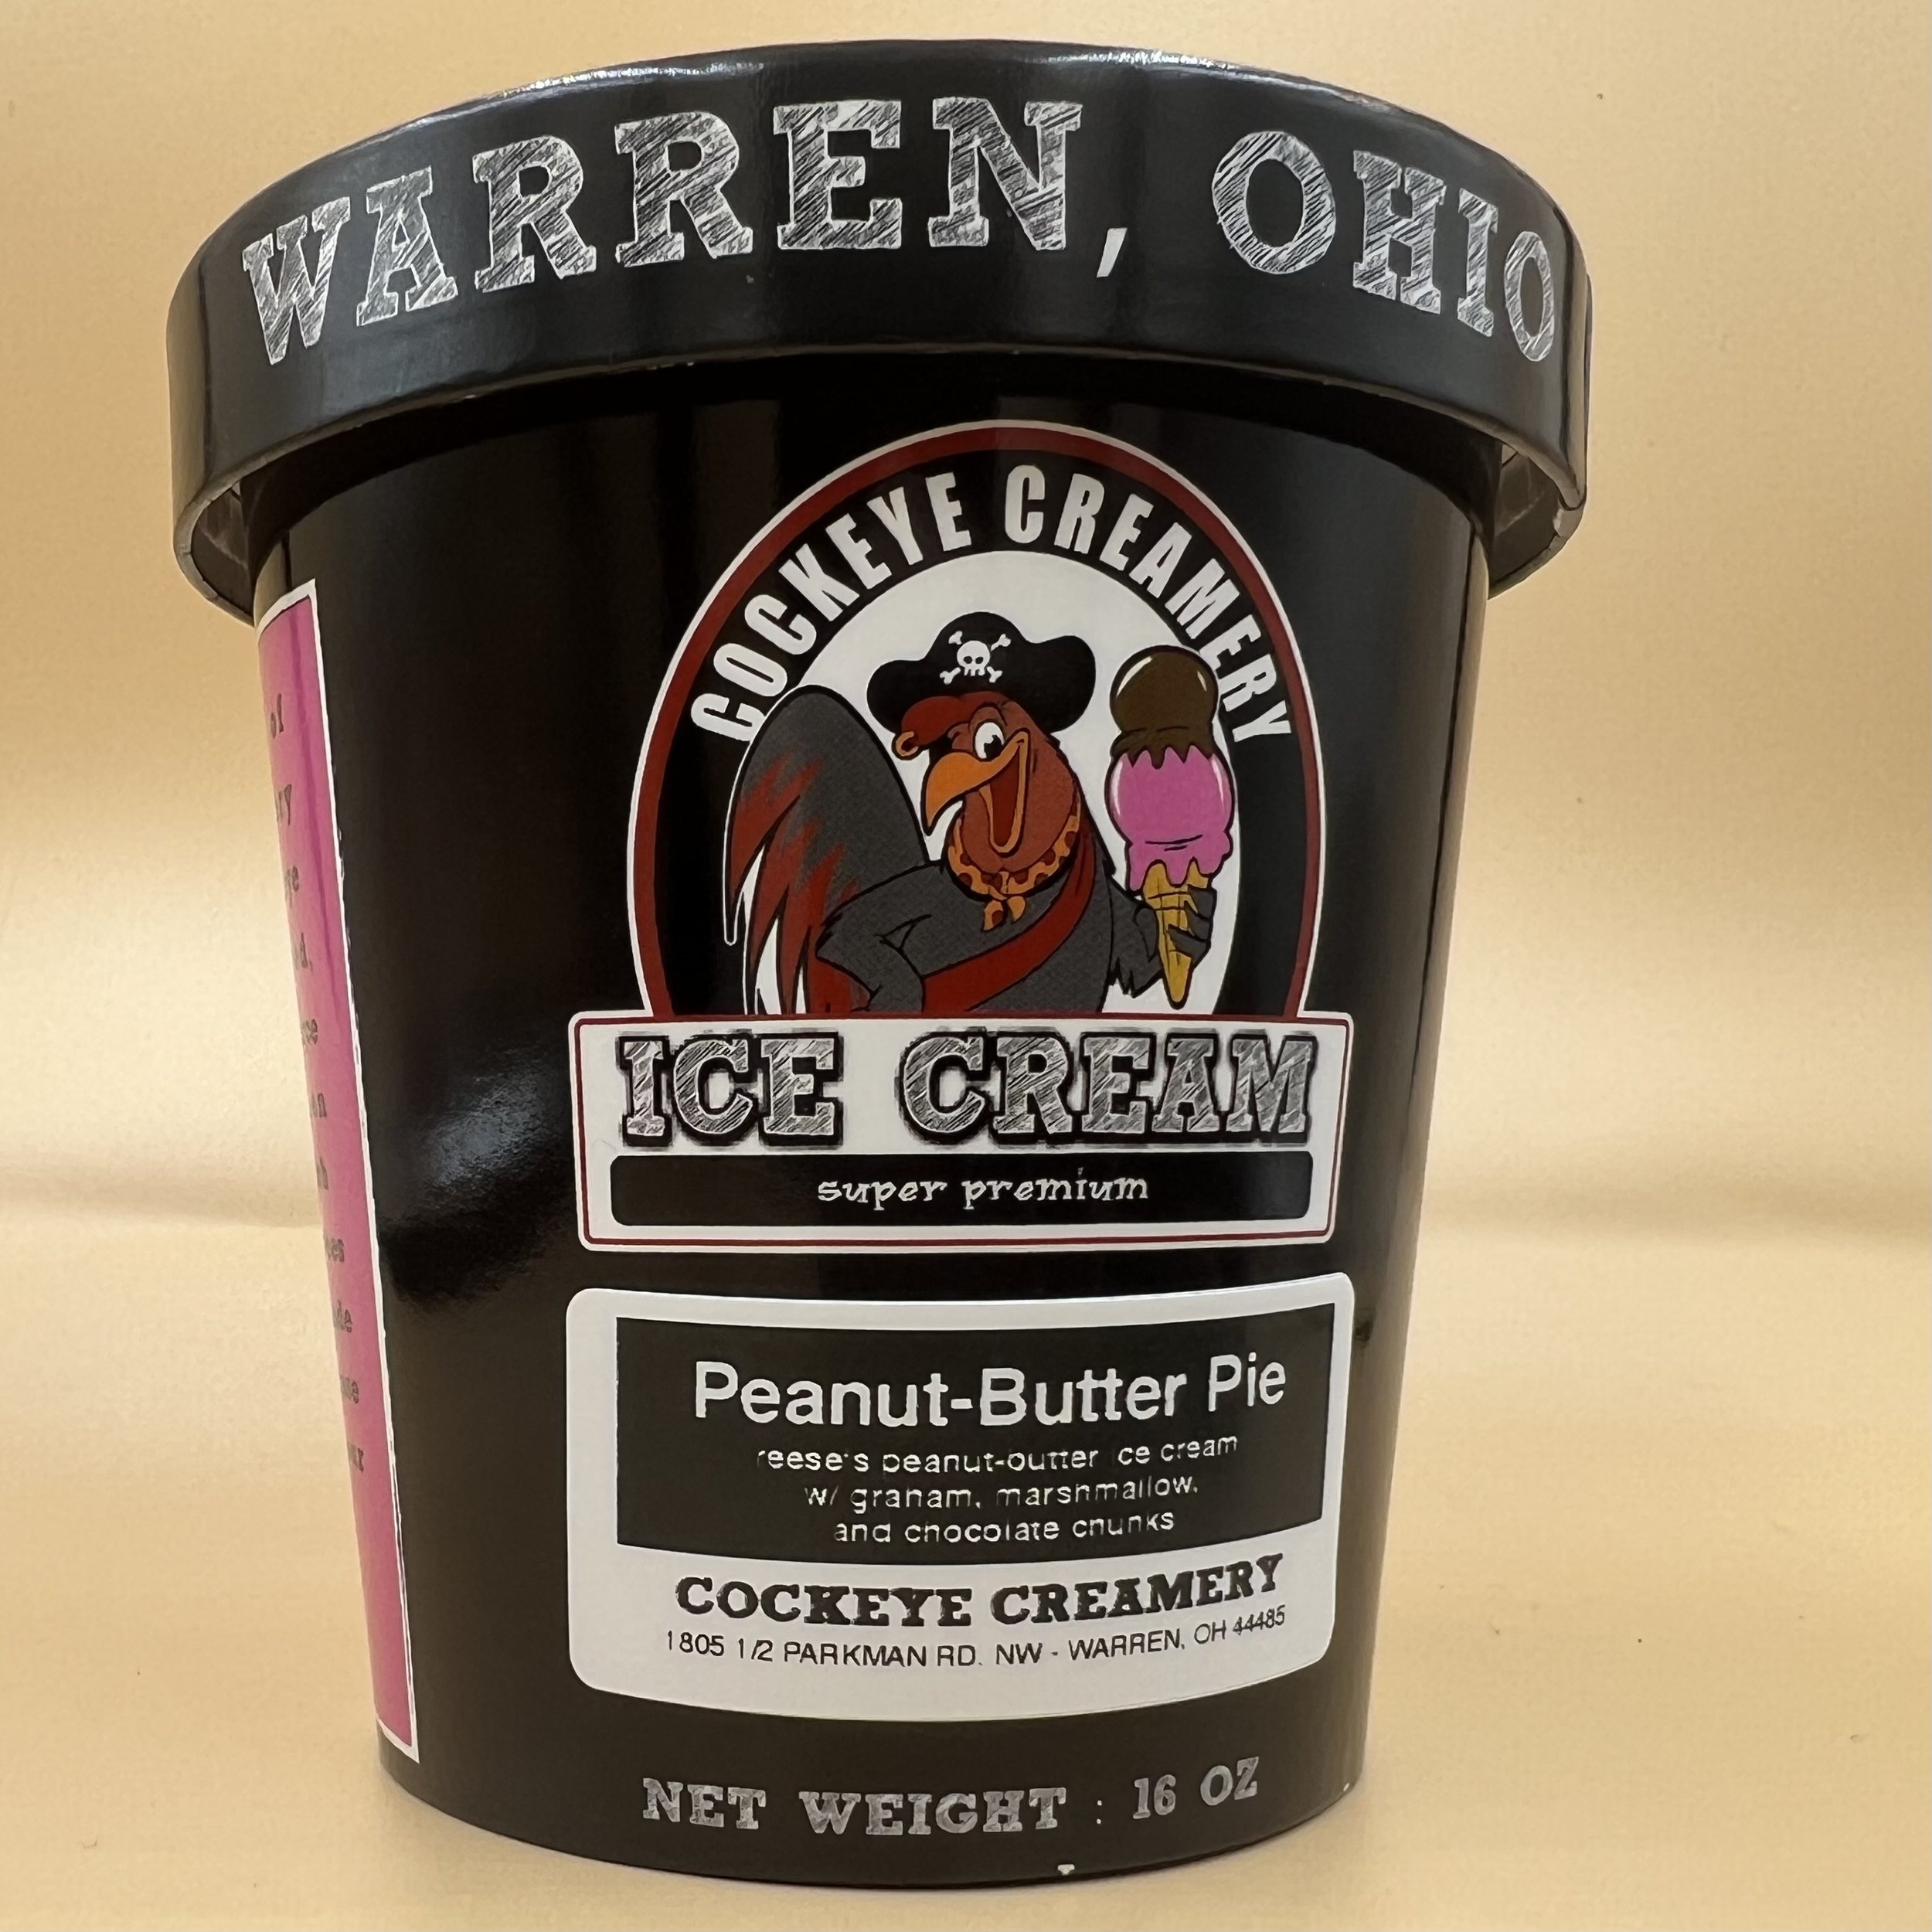 WARREN, OHIO
COCKEYE CREAMERY
ICE CREAM
super premium
Peanut-Butter Pie
reese's peanut-butter ice cream
w/ graham, marshmallow,
and chocolate chunks
COCKEYE CREAMERY
1805 1/2 PARKMAN RD. NW - WARREN, OH 44485
NET WEIGHT : 16 OZ